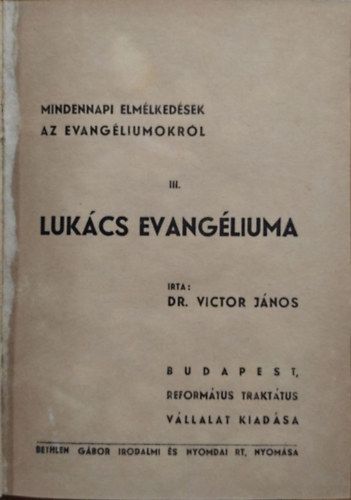 MINDENNAPI ELMÉLKEDÉSEK
AZ EVANGÉLIUMOKRÓL
III.
LUKÁCS EVANGÉLIUMA
IRTA:
DR. VICTOR JÁNOS
BUDAPEST,
REFORMÁTUS TRAKTÁTUS
VÁLLALAT KIADÁSA
BETHLEN GÁBOR IRODALMI ÉS NYOMDAI RT, NYOMÁSA